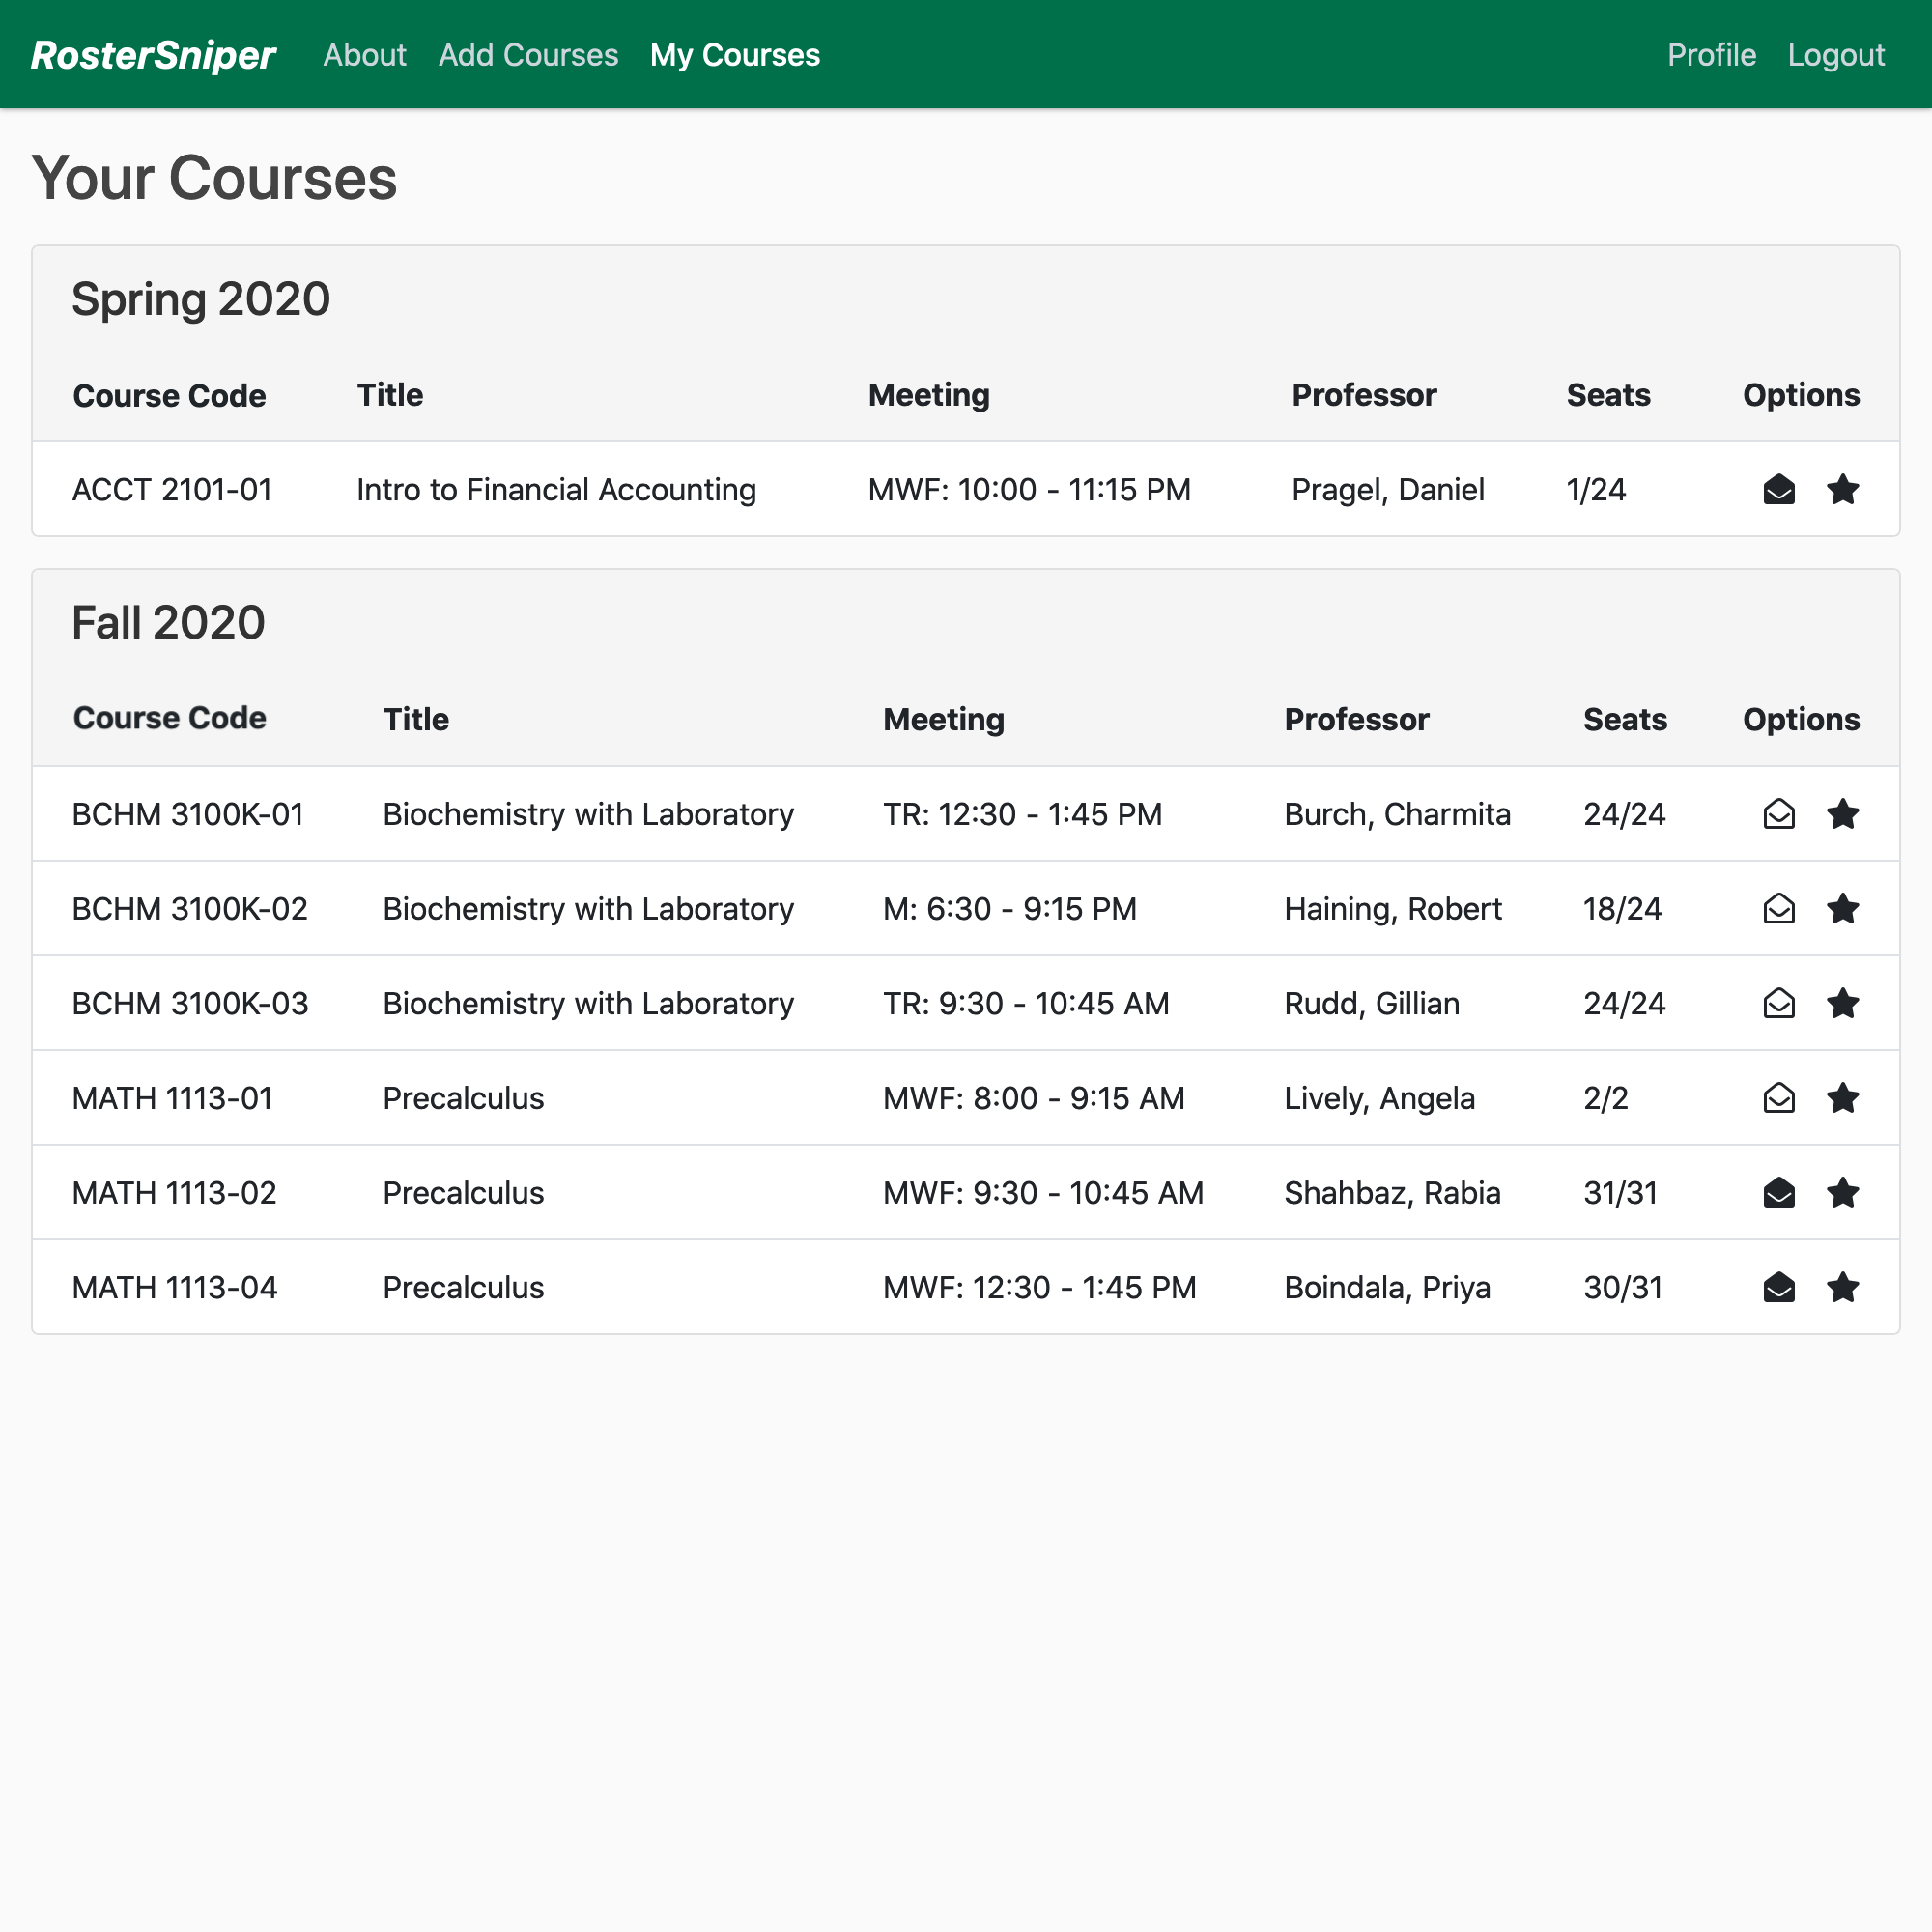 RosterSniper About Add Courses My Courses Profile Logout
Your Courses
Spring 2020
Course Code Title Meeting Professor Seats Options
ACCT 2101-01 Intro to Financial Accounting MWF: 10:00 - 11:15 PM Pragel, Daniel 1/24
Fall 2020
Course Code Title Meeting Professor Seats Options
BCHM 3100K-01 Biochemistry with Laboratory TR: 12:30 - 1:45 PM Burch, Charmita 24/24
BCHM 3100K-02 Biochemistry with Laboratory M: 6:30 - 9:15 PM Haining, Robert 18/24
BCHM 3100K-03 Biochemistry with Laboratory TR: 9:30 - 10:45 AM Rudd, Gillian 24/24
MATH 1113-01 Precalculus MWF: 8:00 - 9:15 AM Lively, Angela 2/2
MATH 1113-02 Precalculus MWF: 9:30 - 10:45 AM Shahbaz, Rabia 31/31
MATH 1113-04 Precalculus MWF: 12:30 - 1:45 PM Boindala, Priya 30/31